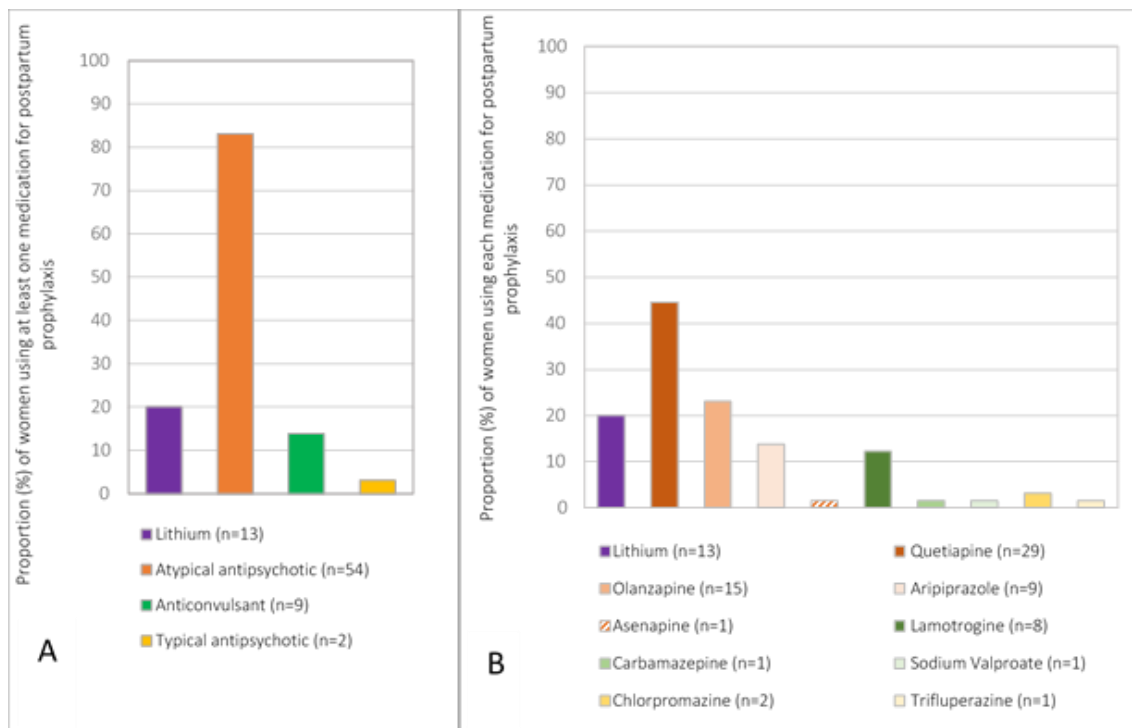 Proportion (%) of women using at least one medication for postpartum
prophylaxis
100
90
80
70
60
50
40
30
20
10
0
Lithium (n=13)
Atypical antipsychotic (n=54)
Anticonvulsant (n=9)
Typical antipsychotic (n=2)
A
Proportion (%) of women using each medication for postpartum
prophylaxis
100
90
80
70
60
50
40
30
20
10
0
Lithium (n=13)
Quetiapine (n=29)
Olanzapine (n=15)
Aripiprazole (n=9)
Asenapine (n=1)
Lamotrogine (n=8)
Carbamazepine (n=1)
Sodium Valproate (n=1)
Chlorpromazine (n=2)
Trifluperazine (n=1)
B